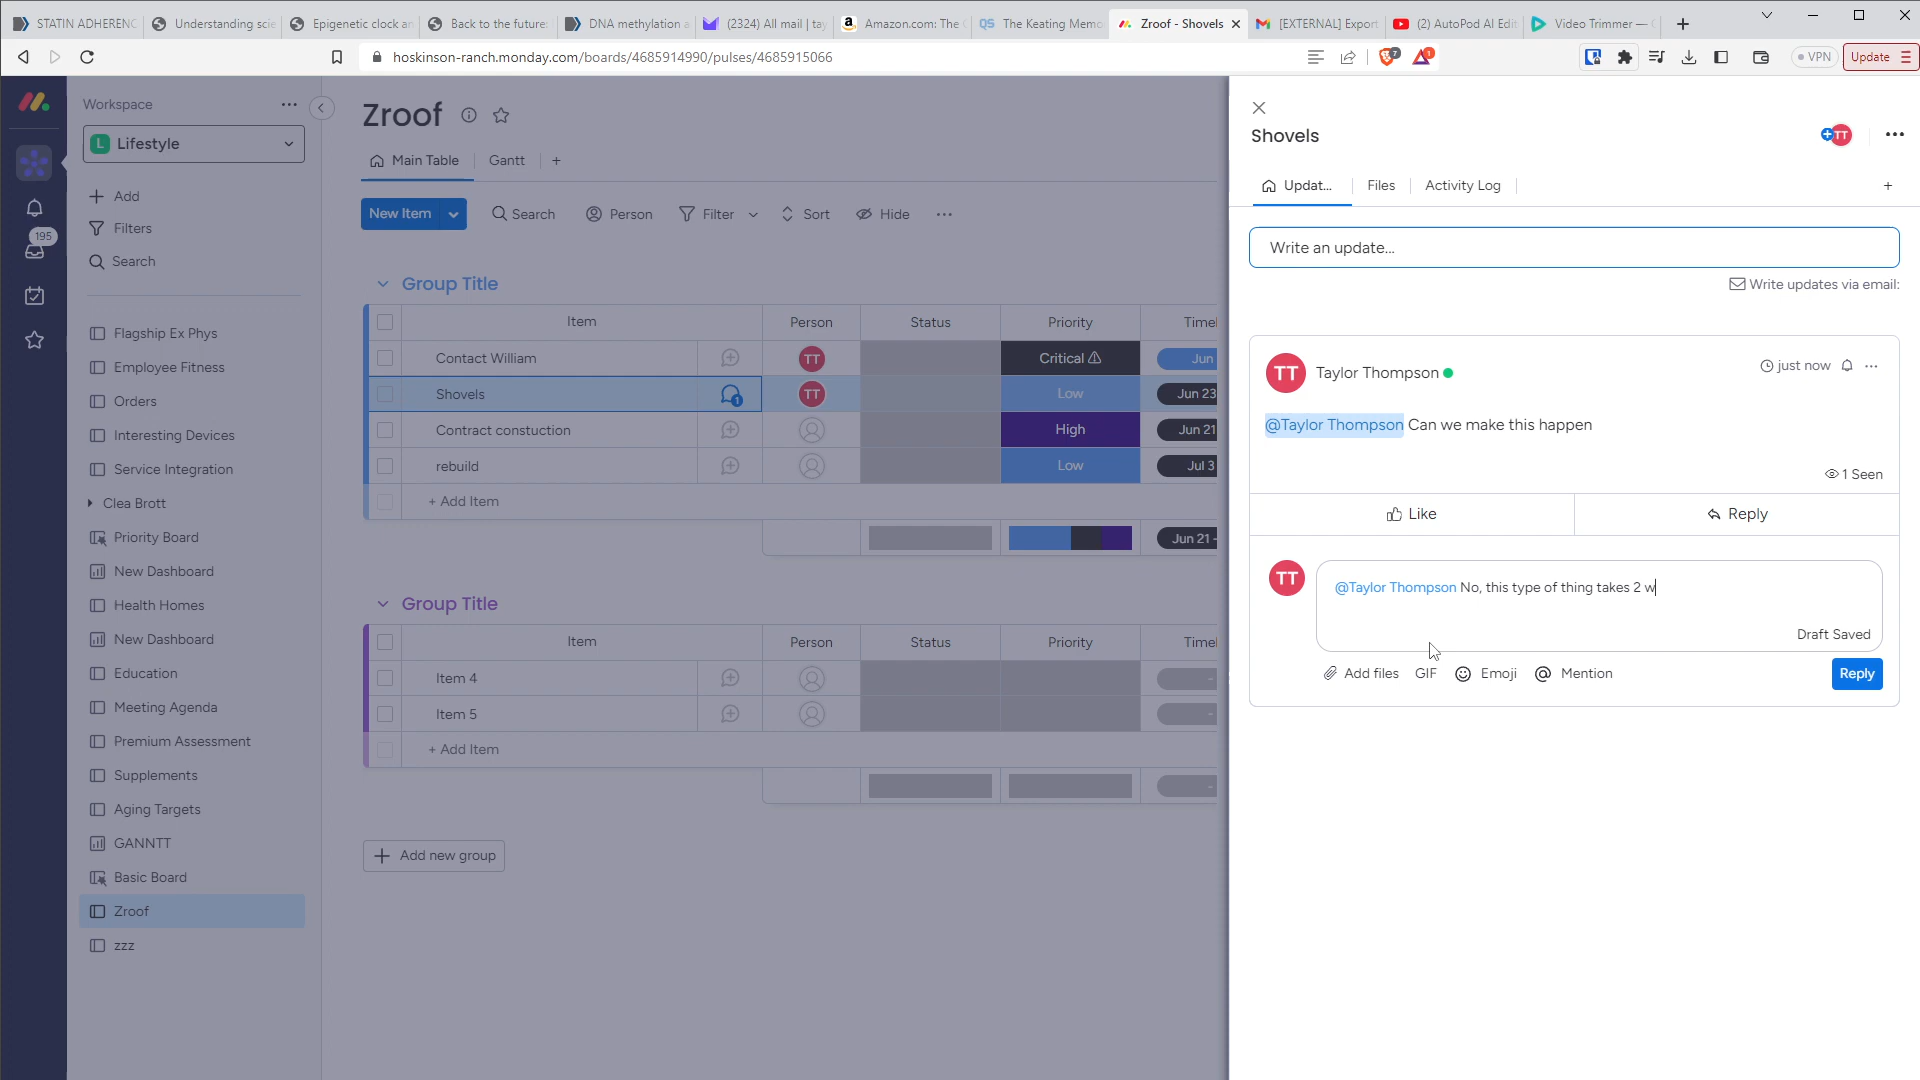 STATIN ADHERENC
Understanding scie
Epigenetic clock an
Back to the future:
DNA methylation a
(2324) All mail | tay
Amazon.com: The
QS The Keating Memo
Zroof - Shovels
[EXTERNAL] Export
(2) AutoPod AI Edit
Video Trimmer —
hoskinson-ranch.monday.com/boards/4685914990/pulses/4685915066
7
1
VPN
Update
Workspace
L Lifestyle
Add
Filters
195
Search
Flagship Ex Phys
Employee Fitness
Orders
Interesting Devices
Service Integration
Clea Brott
Priority Board
New Dashboard
Health Homes
New Dashboard
Education
Meeting Agenda
Premium Assessment
Supplements
Aging Targets
GANNTT
Basic Board
Zroof
zzz
Zroof
Main Table
Gantt
New Item
Search
Person
Filter
Sort
Hide
Group Title
Item Person Status Priority Timel
Contact William TT Critical Jun
Shovels 1 TT Low Jun 23
Contract constuction High Jun 21
rebuild Low Jul 3
+ Add Item
Jun 21 -
Group Title
Item Person Status Priority Timel
Item 4 -
Item 5 -
+ Add Item
-
Add new group
Shovels
TT
Updat...
Files
Activity Log
Write an update...
Write updates via email:
TT Taylor Thompson
just now
@Taylor Thompson Can we make this happen
1 Seen
Like
Reply
TT
@Taylor Thompson No, this type of thing takes 2 w
Draft Saved
Add files
GIF
Emoji
Mention
Reply